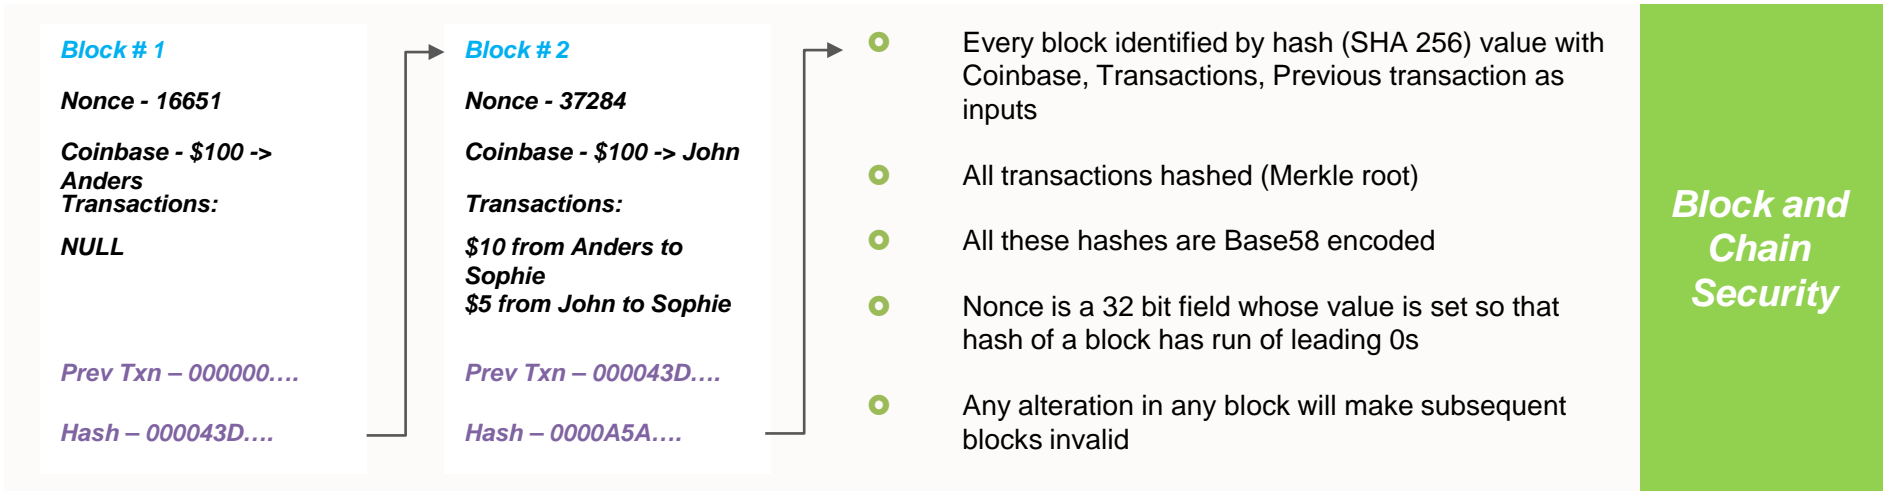 Block # 1
Nonce - 16651
Coinbase - $100 ->
Anders
Transactions:
NULL
Prev Txn – 000000….
Hash – 000043D….
Block # 2
Nonce - 37284
Coinbase - $100 -> John
Transactions:
$10 from Anders to
Sophie
$5 from John to Sophie
Prev Txn – 000043D….
Hash – 0000A5A….
Every block identified by hash (SHA 256) value with
Coinbase, Transactions, Previous transaction as
inputs
All transactions hashed (Merkle root)
All these hashes are Base58 encoded
Nonce is a 32 bit field whose value is set so that
hash of a block has run of leading 0s
Any alteration in any block will make subsequent
blocks invalid
Block and
Chain
Security